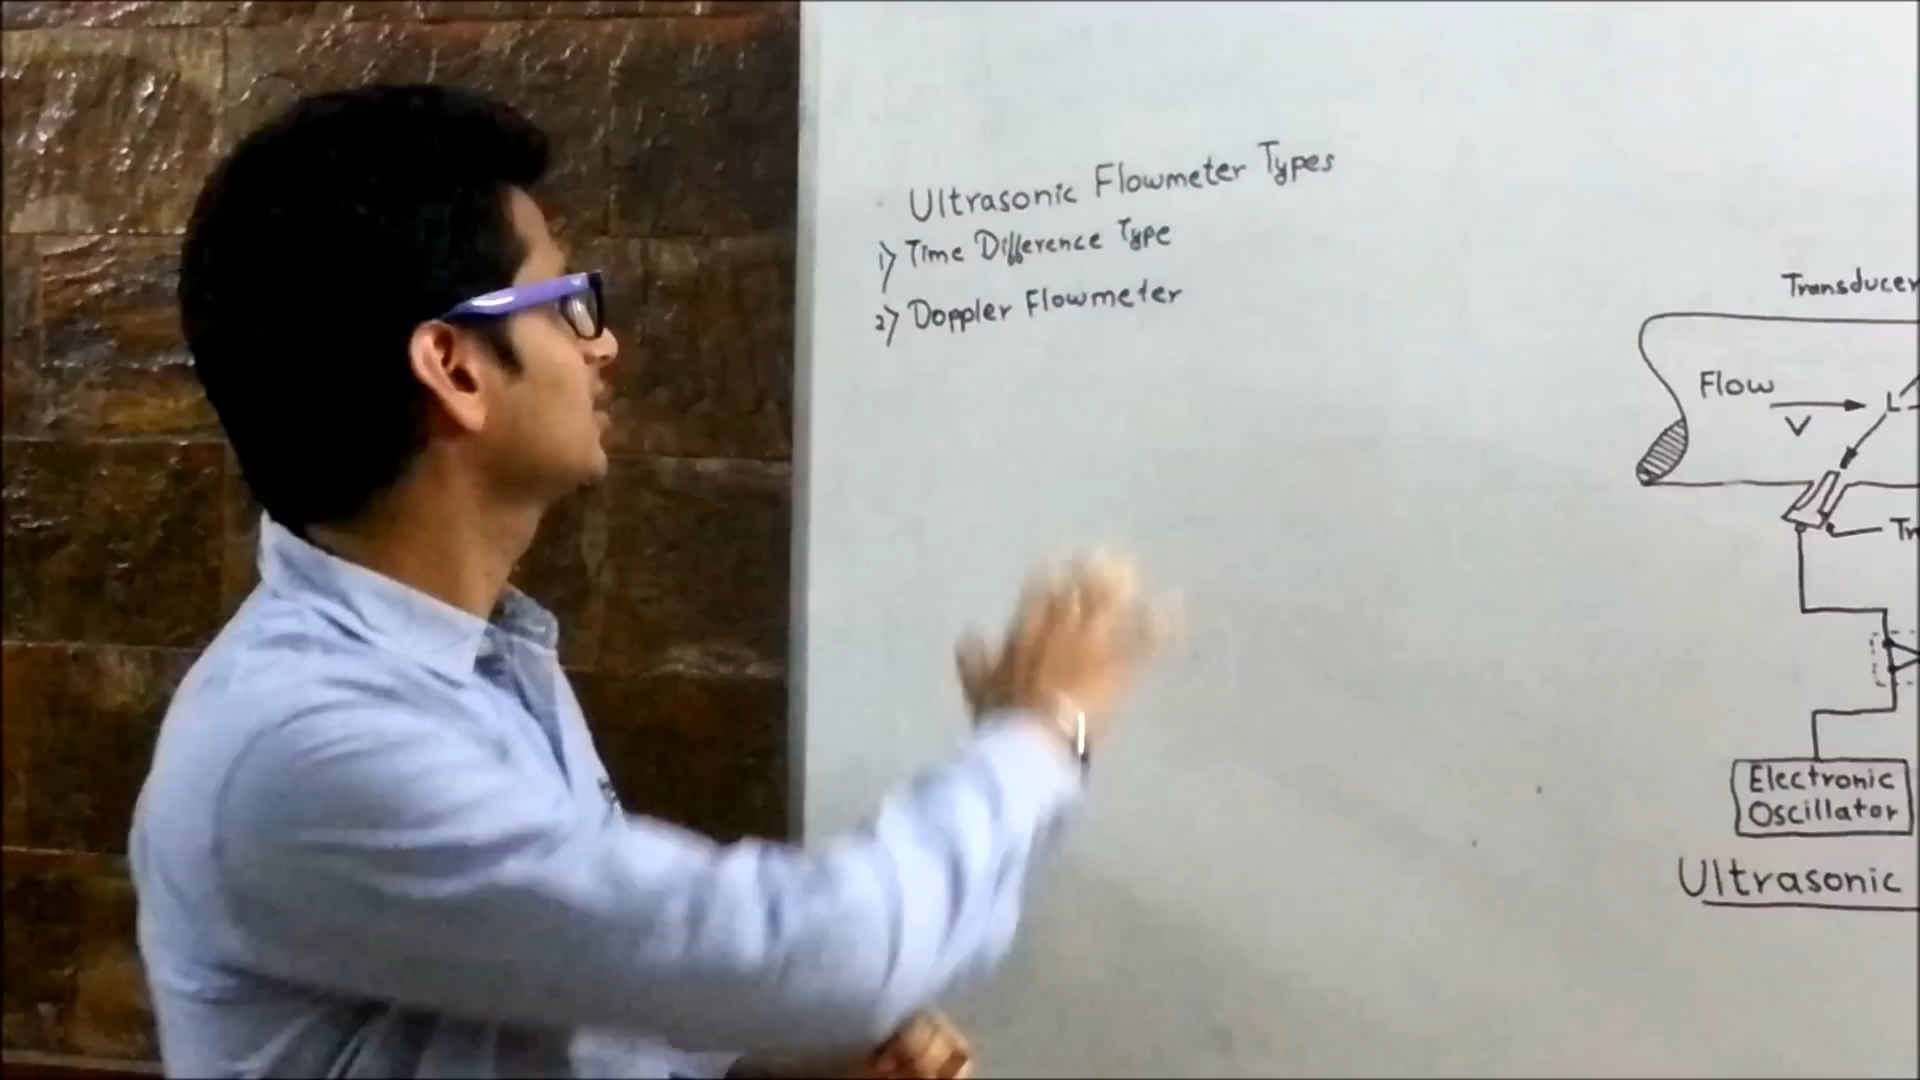 Ultrasonic Flowmeter Types
1) Time Difference Type
2) Doppler Flowmeter
Transducer
Flow
V
L
Electronic
Oscillator
Ultrasonic